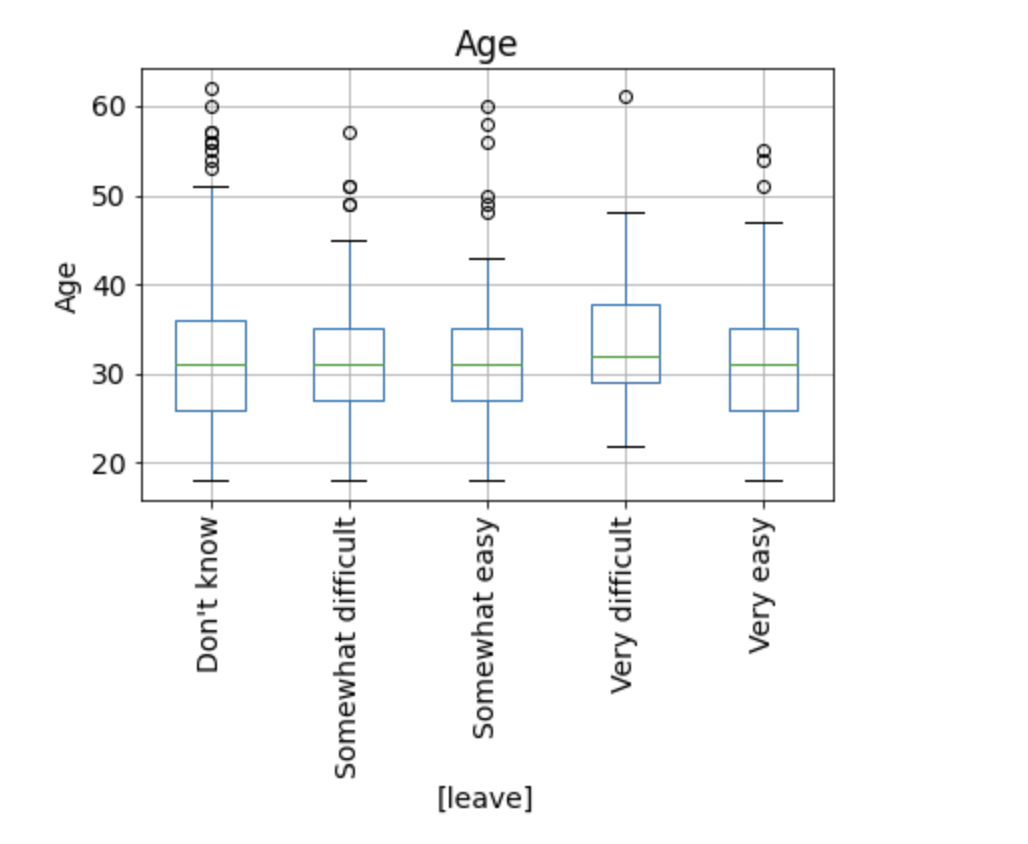 Age
60
50
40
30
20
Age
Don't know
Somewhat difficult
Somewhat easy
Very difficult
Very easy
[leave]